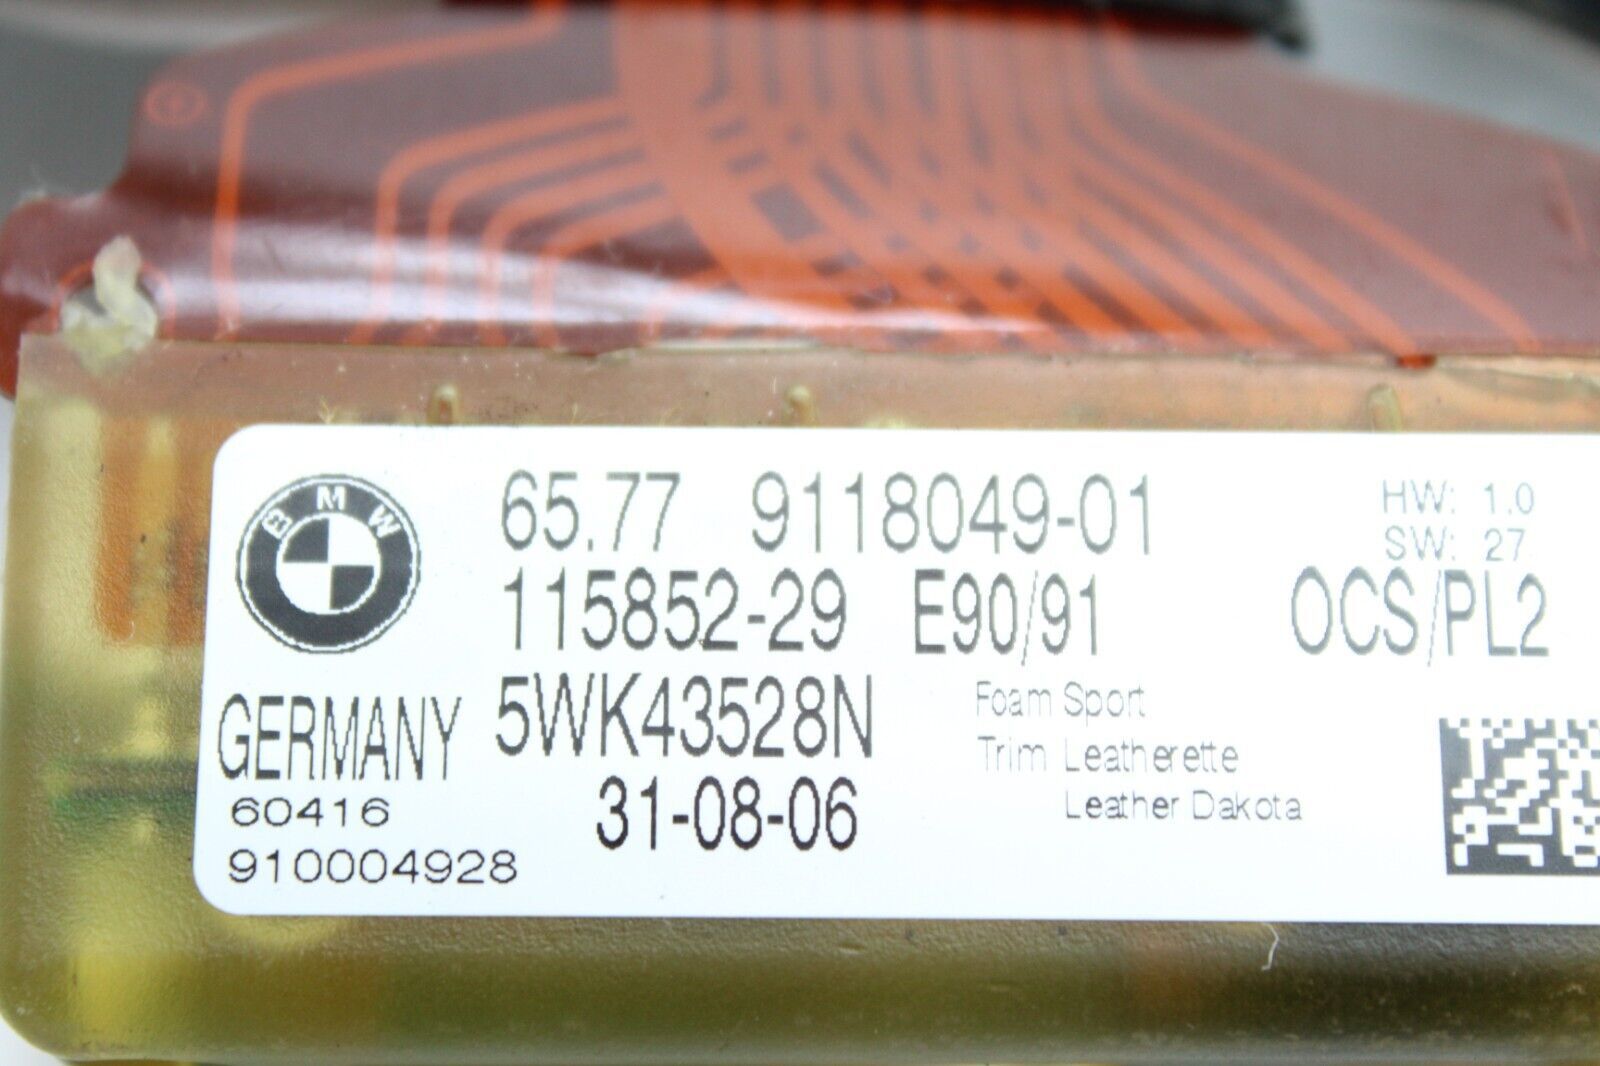 BMW
65.77 9118049-01
HW: 1.0
SW: 27
115852-29 E90/91 OCS/PL2
GERMANY
5WK43528N
Foam Sport
Trim Leatherette
Leather Dakota
60416
31-08-06
910004928